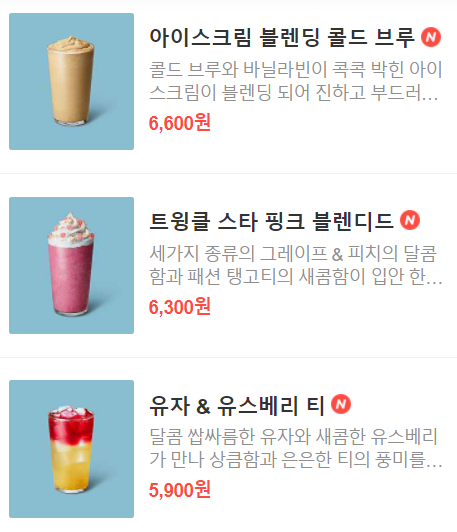 아이스크림 블렌딩 콜드 브루 N
콜드 브루와 바닐라빈이 콕콕 박힌 아이
스크림이 블렌딩 되어 진하고 부드러...
6,600원
트윙클 스타 핑크 블렌디드 N
세가지 종류의 그레이프 & 피치의 달콤
함과 패션 탱고티의 새콤함이 입안 한...
6,300원
유자 & 유스베리 티 N
달콤 쌉싸름한 유자와 새콤한 유스베리
가 만나 상큼함과 은은한 티의 풍미를...
5,900원